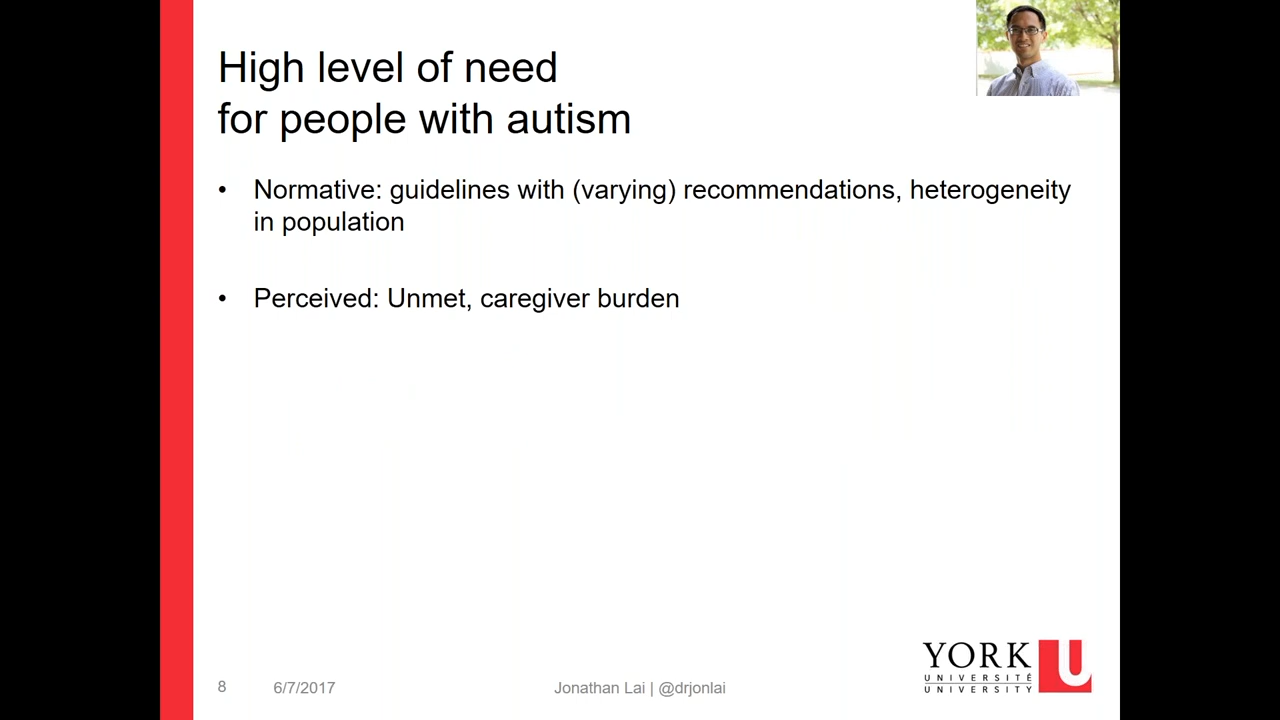 High level of need
for people with autism
• Normative: guidelines with (varying) recommendations, heterogeneity
in population
• Perceived: Unmet, caregiver burden
YORK U
UNIVERSITÉ
UNIVERSITY
8 6/7/2017 Jonathan Lai | @drjonlai